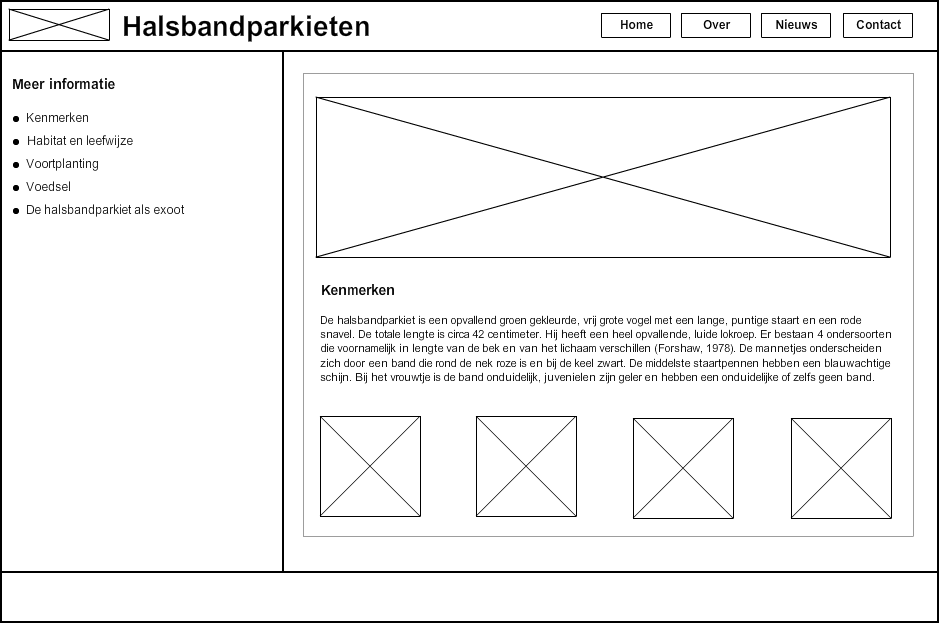 Halsbandparkieten
Home
Over
Nieuws
Contact
Meer informatie
Kenmerken
Habitat en leefwijze
Voortplanting
Voedsel
De halsbandparkiet als exoot
Kenmerken
De halsbandparkiet is een opvallend groen gekleurde, vrij grote vogel met een lange, puntige staart en een rode
snavel. De totale lengte is circa 42 centimeter. Hij heeft een heel opvallende, luide lokroep. Er bestaan 4 ondersoorten
die voornamelijk in lengte van de bek en van het lichaam verschillen (Forshaw, 1978). De mannetjes onderscheiden
zich door een band die rond de nek roze is en bij de keel zwart. De middelste staartpennen hebben een blauwachtige
schijn. Bij het vrouwtje is de band onduidelijk, juvenielen zijn geler en hebben een onduidelijke of zelfs geen band.